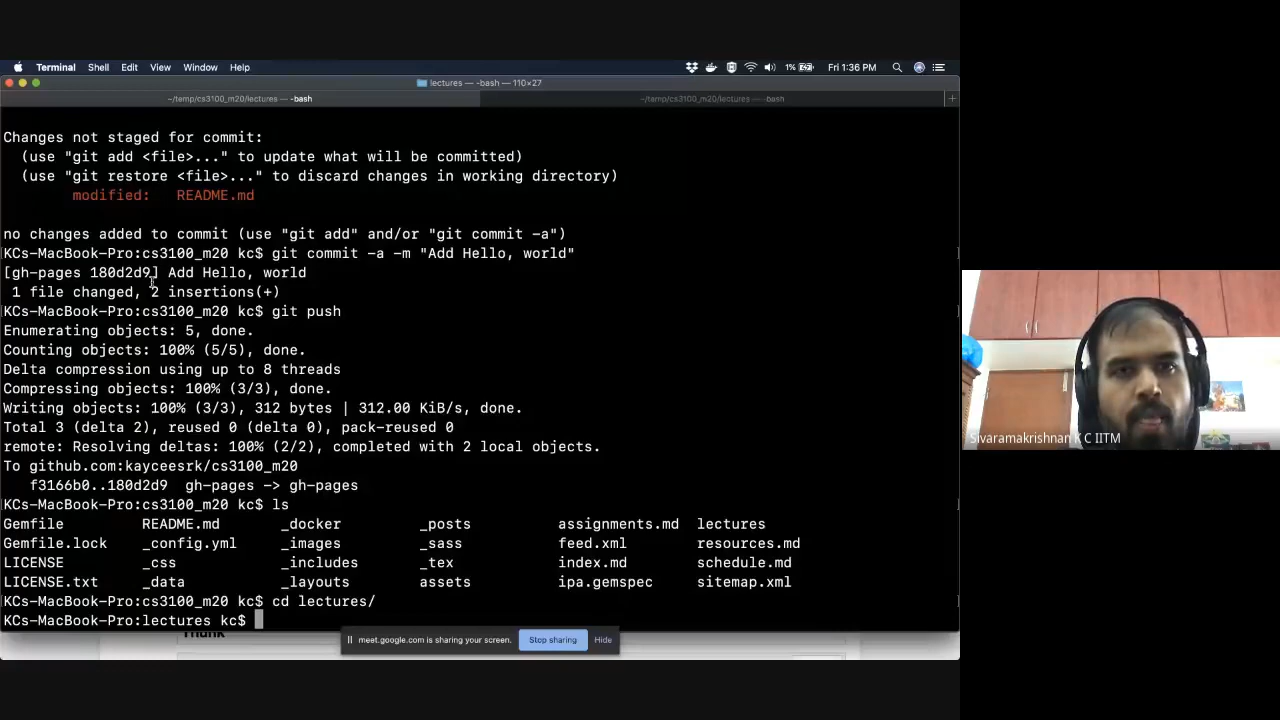 Terminal Shell Edit View Window Help 1% Fri 1:36 PM
lectures — -bash — 110×27
~/temp/cs3100_m20/lectures — -bash ~/temp/cs3100_m20/lectures — -bash +
Changes not staged for commit:
(use "git add <file>..." to update what will be committed)
(use "git restore <file>..." to discard changes in working directory)
modified: README.md
no changes added to commit (use "git add" and/or "git commit -a")
KCs-MacBook-Pro:cs3100_m20 kc$ git commit -a -m "Add Hello, world"
[gh-pages 180d2d9] Add Hello, world
1 file changed, 2 insertions(+)
KCs-MacBook-Pro:cs3100_m20 kc$ git push
Enumerating objects: 5, done.
Counting objects: 100% (5/5), done.
Delta compression using up to 8 threads
Compressing objects: 100% (3/3), done.
Writing objects: 100% (3/3), 312 bytes | 312.00 KiB/s, done.
Total 3 (delta 2), reused 0 (delta 0), pack-reused 0
remote: Resolving deltas: 100% (2/2), completed with 2 local objects.
To github.com:kayceesrk/cs3100_m20
f3166b0..180d2d9 gh-pages -> gh-pages
KCs-MacBook-Pro:cs3100_m20 kc$ ls
Gemfile README.md _docker _posts assignments.md lectures
Gemfile.lock _config.yml _images _sass feed.xml resources.md
LICENSE _css _includes _tex index.md schedule.md
LICENSE.txt _data _layouts assets ipa.gemspec sitemap.xml
KCs-MacBook-Pro:cs3100_m20 kc$ cd lectures/
KCs-MacBook-Pro:lectures kc$
meet.google.com is sharing your screen. Stop sharing Hide
Sivaramakrishnan K C IITM